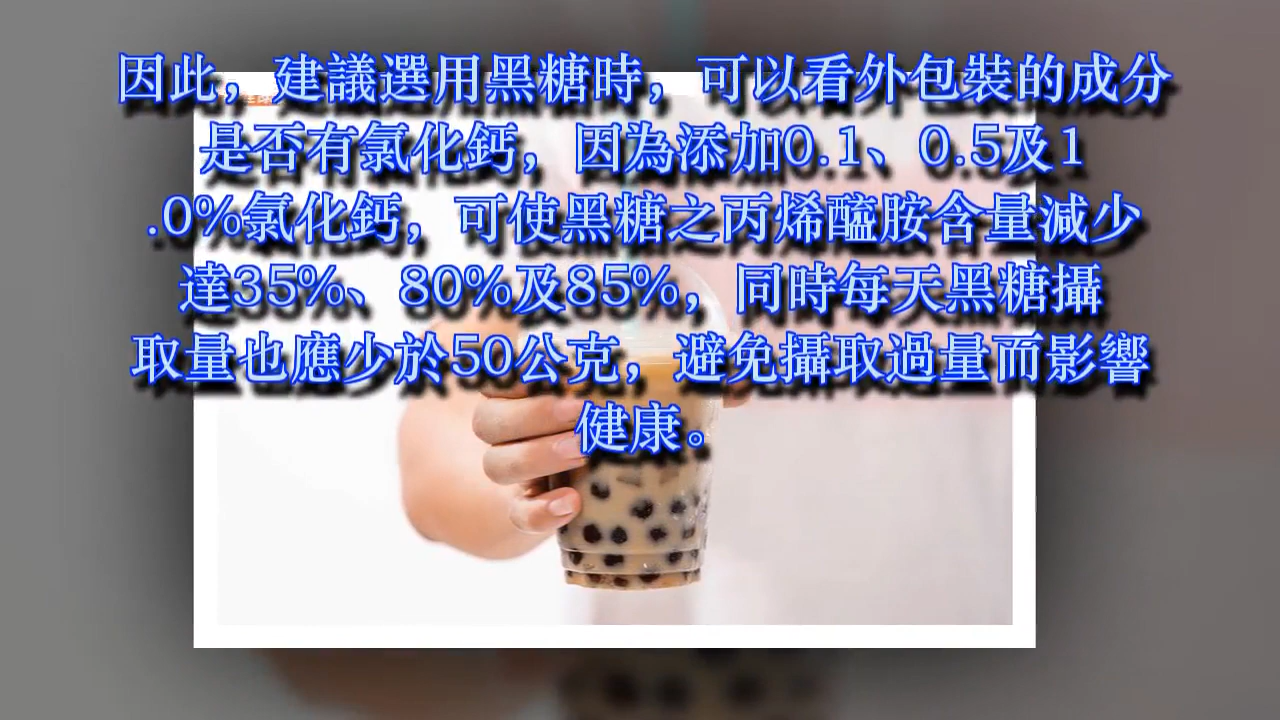 因此，建議選用黑糖時，可以看外包裝的成分
是否有氯化鈣，因為添加0.1、0.5及1
.0%氯化鈣，可使黑糖之丙烯醯胺含量減少
達35%、80%及85%，同時每天黑糖攝
取量也應少於50公克，避免攝取過量而影響
健康。